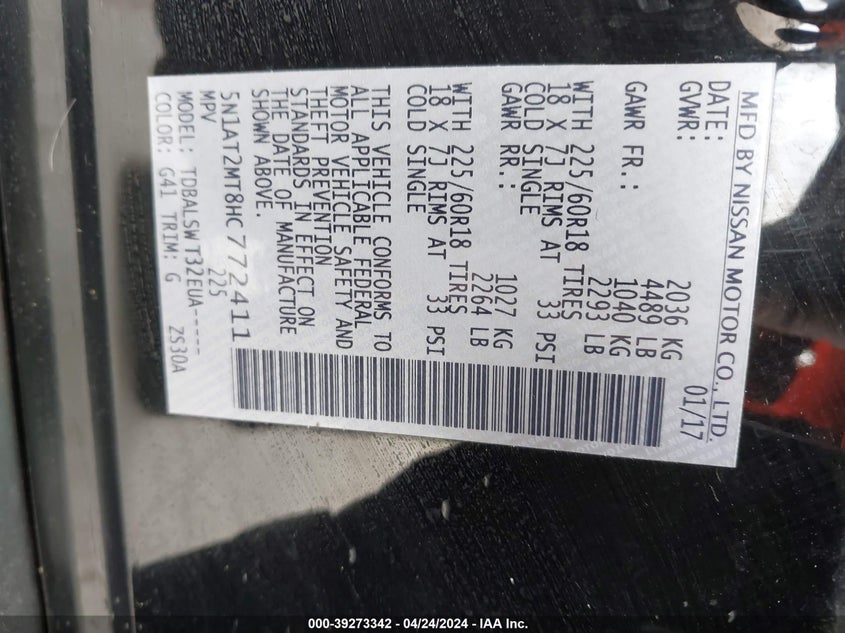 MFD BY NISSAN MOTOR CO., LTD.
DATE: 01/17
GVWR: 2036 KG
4489 LB
GAWR FR.: 1040 KG
2293 LB
WITH 225/60R18 TIRES
18 X 7J RIMS AT
COLD SINGLE 33 PSI
GAWR RR.: 1027 KG
2264 LB
WITH 225/60R18 TIRES
18 X 7J RIMS AT
COLD SINGLE 33 PSI
THIS VEHICLE CONFORMS TO
ALL APPLICABLE FEDERAL
MOTOR VEHICLE SAFETY AND
THEFT PREVENTION
STANDARDS IN EFFECT ON
THE DATE OF MANUFACTURE
SHOWN ABOVE.
5N1AT2MT8HC772411
MPV 225
MODEL: TDBALSWT32EUA-----
COLOR: G41 TRIM: G ZS30A
000-39273342 - 04/24/2024 - IAA Inc.